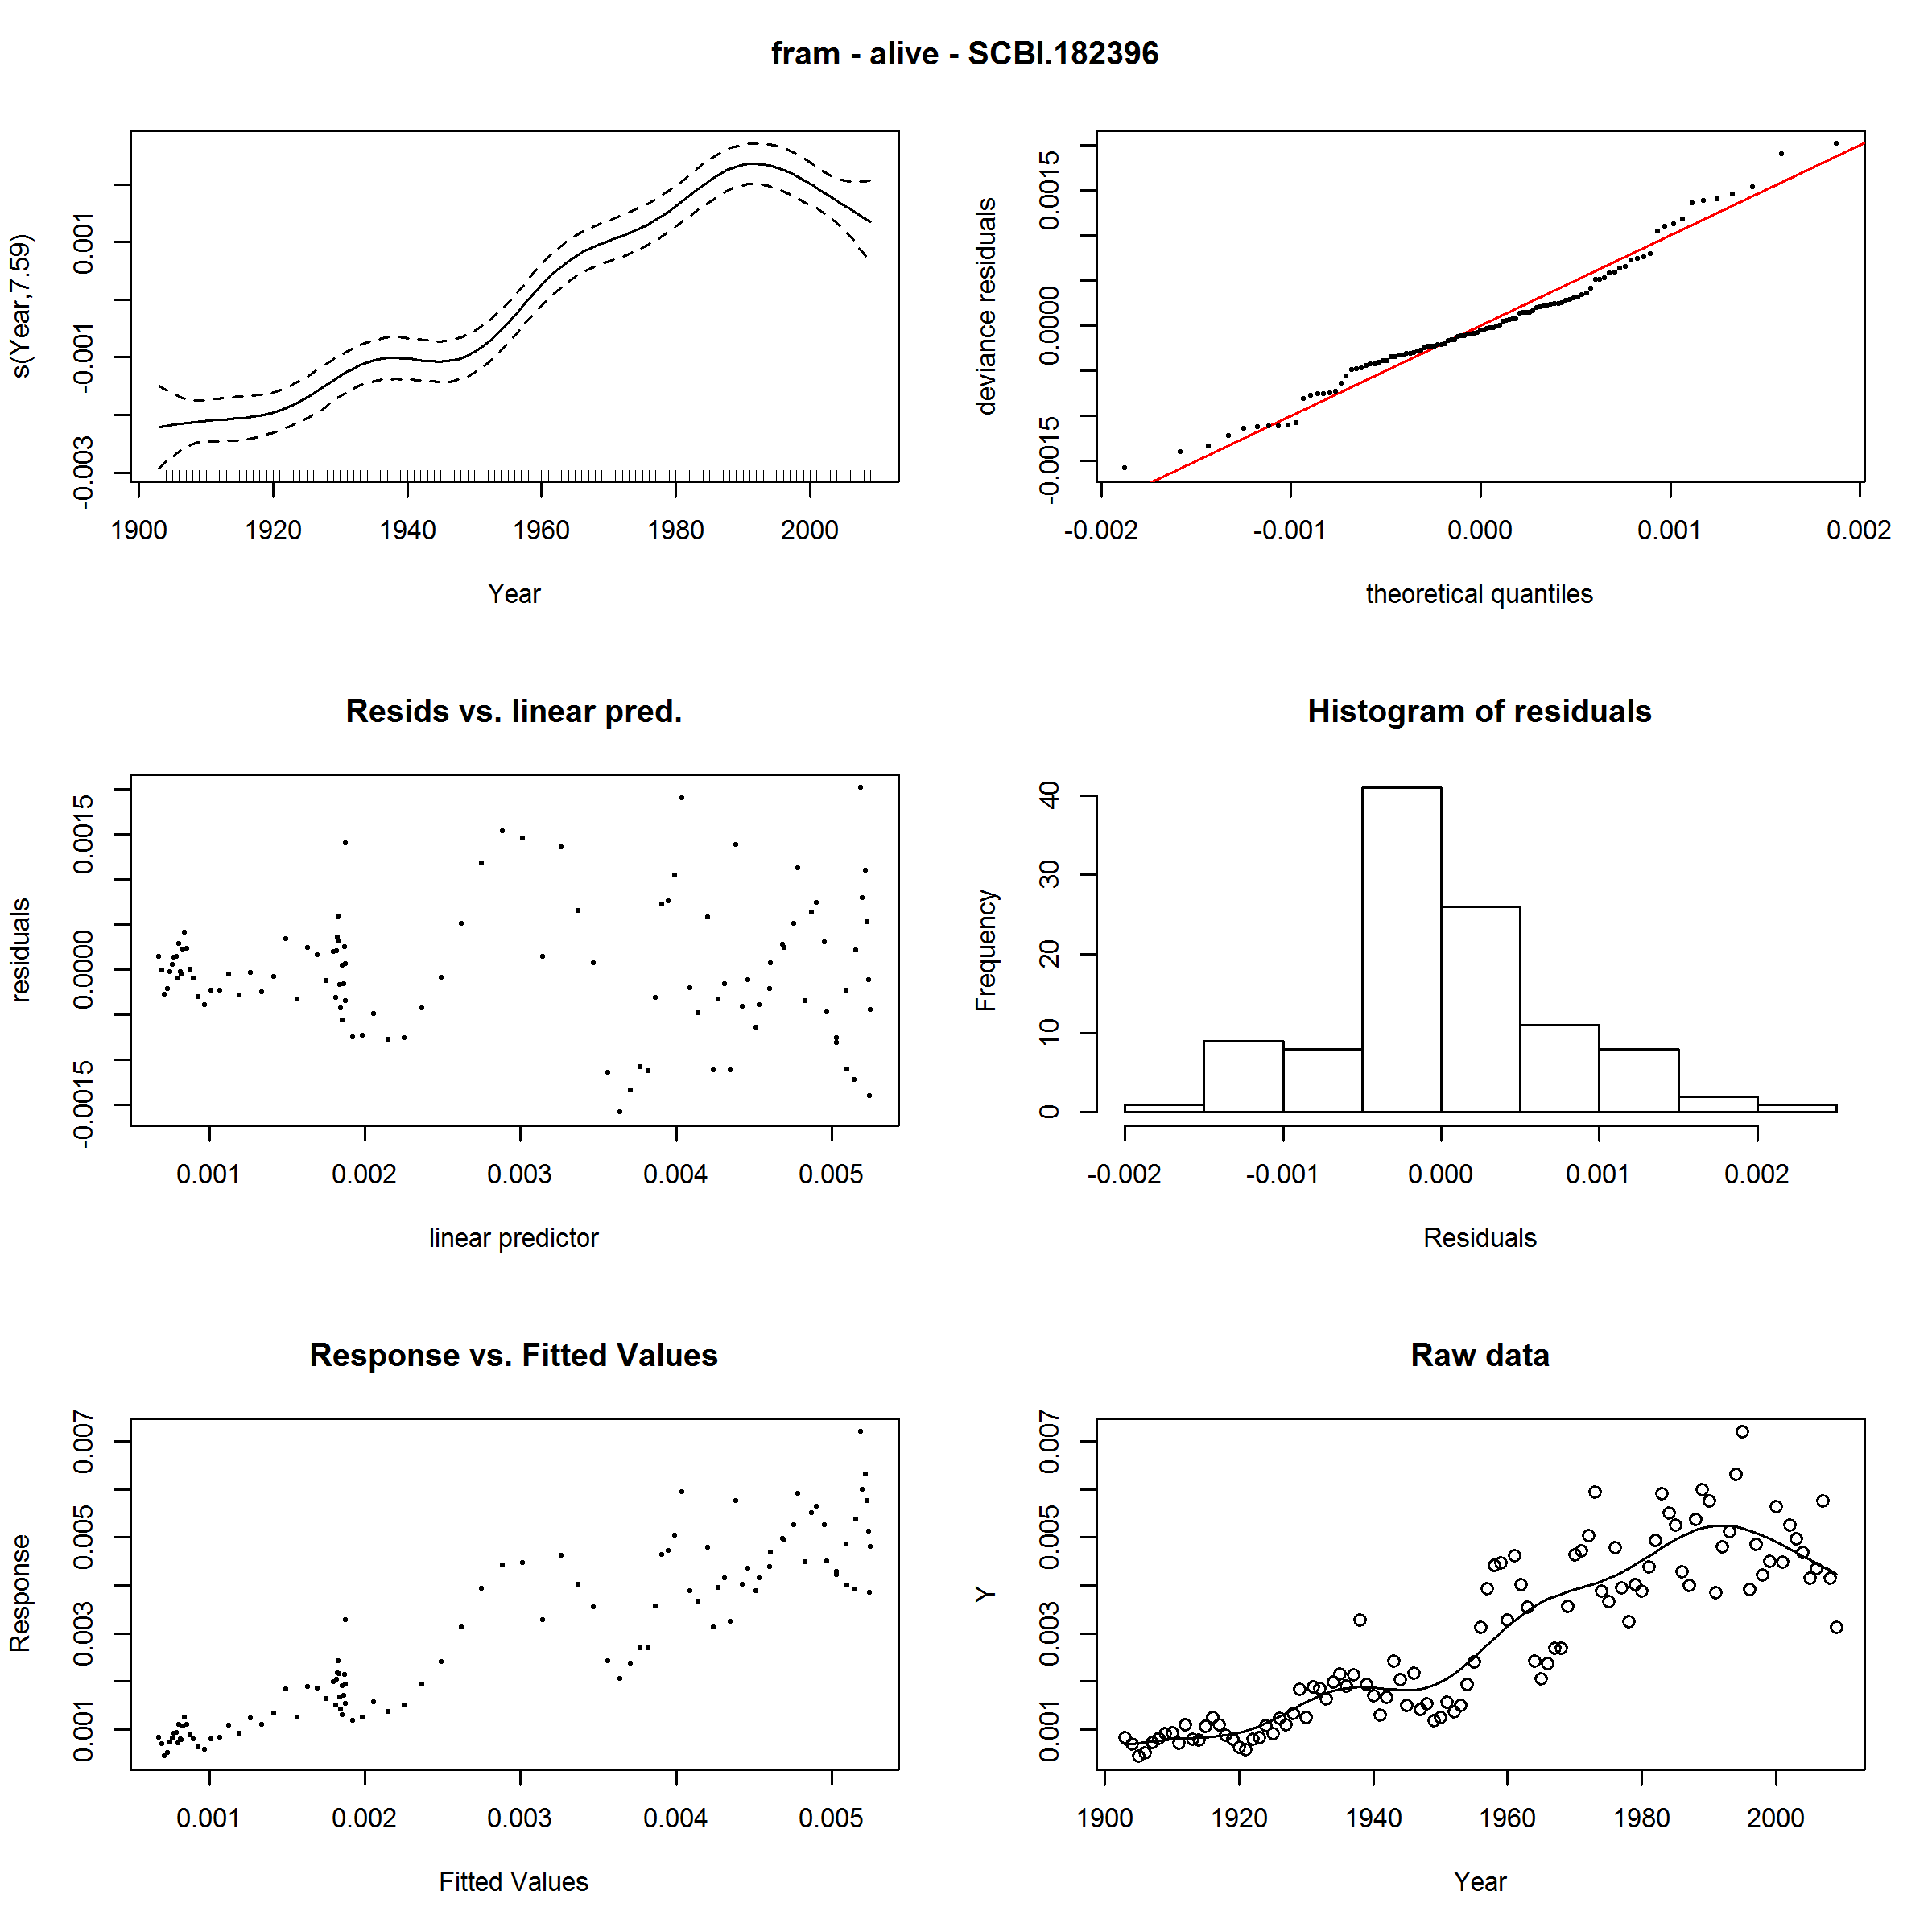 fram - alive - SCBI.182396
s(Year,7.59)
-0.003 -0.001 0.001
1900 1920 1940 1960 1980 2000
Year
deviance residuals
-0.0015 0.0000 0.0015
-0.002 -0.001 0.000 0.001 0.002
theoretical quantiles
Resids vs. linear pred.
residuals
-0.0015 0.0000 0.0015
0.001 0.002 0.003 0.004 0.005
linear predictor
Histogram of residuals
Frequency
0 10 20 30 40
-0.002 -0.001 0.000 0.001 0.002
Residuals
Response vs. Fitted Values
Response
0.001 0.003 0.005 0.007
0.001 0.002 0.003 0.004 0.005
Fitted Values
Raw data
Y
0.001 0.003 0.005 0.007
1900 1920 1940 1960 1980 2000
Year